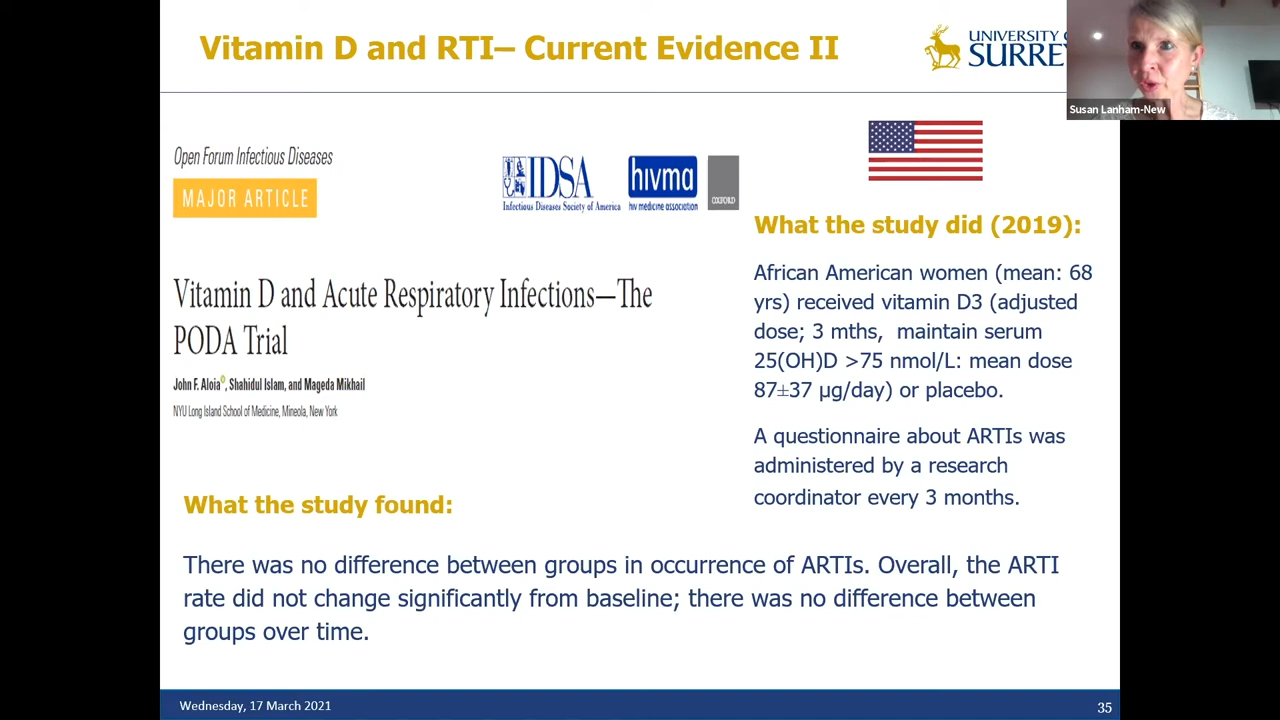 Vitamin D and RTI– Current Evidence II
UNIVERSITY O
SURREY
Susan Lanham-New
Open Forum Infectious Diseases
MAJOR ARTICLE
IDSA
Infectious Diseases Society of America
hivma
hiv medicine association
OXFORD
Vitamin D and Acute Respiratory Infections—The
PODA Trial
John F. Aloia, Shahidul Islam, and Mageda Mikhail
NYU Long Island School of Medicine, Mineola, New York
What the study did (2019):
African American women (mean: 68
yrs) received vitamin D3 (adjusted
dose; 3 mths, maintain serum
25(OH)D >75 nmol/L: mean dose
87±37 µg/day) or placebo.
A questionnaire about ARTIs was
administered by a research
coordinator every 3 months.
What the study found:
There was no difference between groups in occurrence of ARTIs. Overall, the ARTI
rate did not change significantly from baseline; there was no difference between
groups over time.
Wednesday, 17 March 2021
35